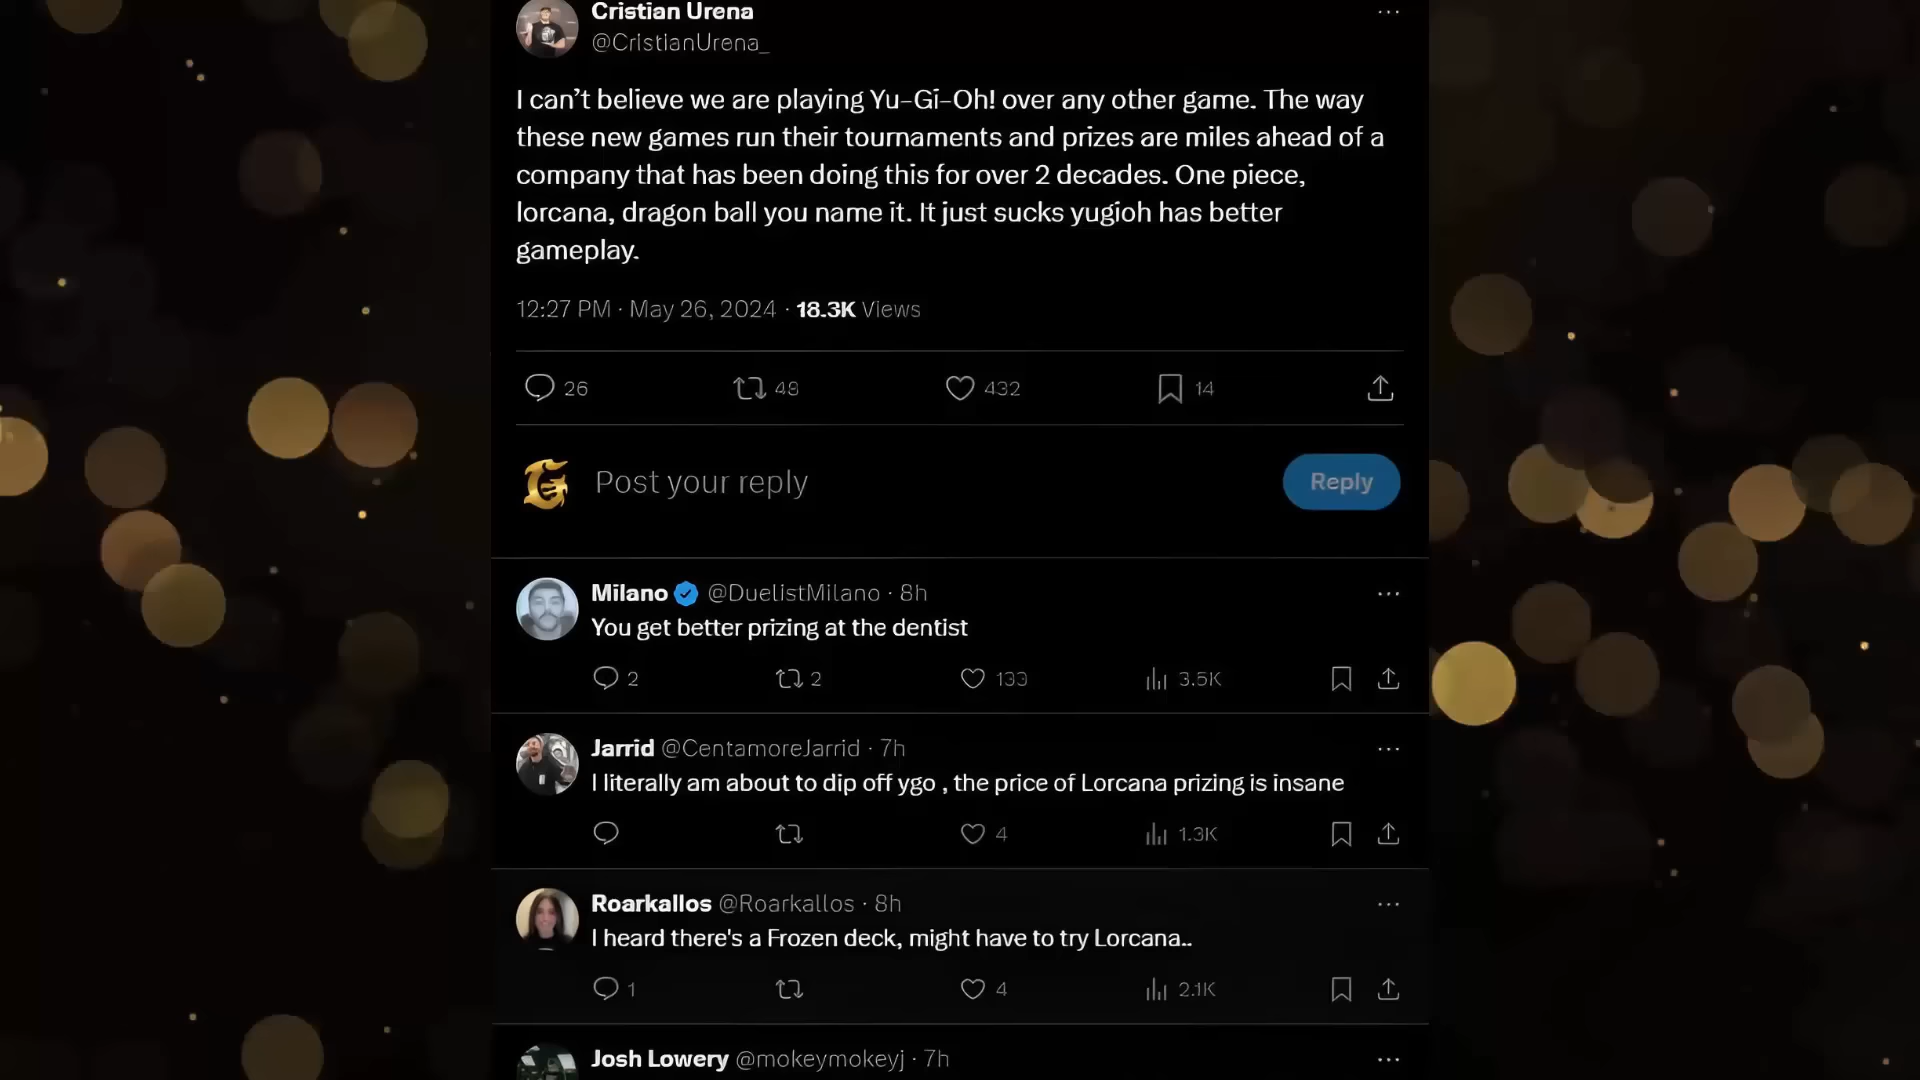 Cristian Urena
@CristianUrena_
I can’t believe we are playing Yu-Gi-Oh! over any other game. The way
these new games run their tournaments and prizes are miles ahead of a
company that has been doing this for over 2 decades. One piece,
lorcana, dragon ball you name it. It just sucks yugioh has better
gameplay.
12:27 PM · May 26, 2024 · 18.3K Views
26 48 432 14
Post your reply
Reply
Milano @DuelistMilano · 8h
You get better prizing at the dentist
2 2 133 3.5K
Jarrid @CentamoreJarrid · 7h
I literally am about to dip off ygo , the price of Lorcana prizing is insane
4 1.3K
Roarkallos @Roarkallos · 8h
I heard there's a Frozen deck, might have to try Lorcana..
1 4 2.1K
Josh Lowery @mokeymokeyj · 7h